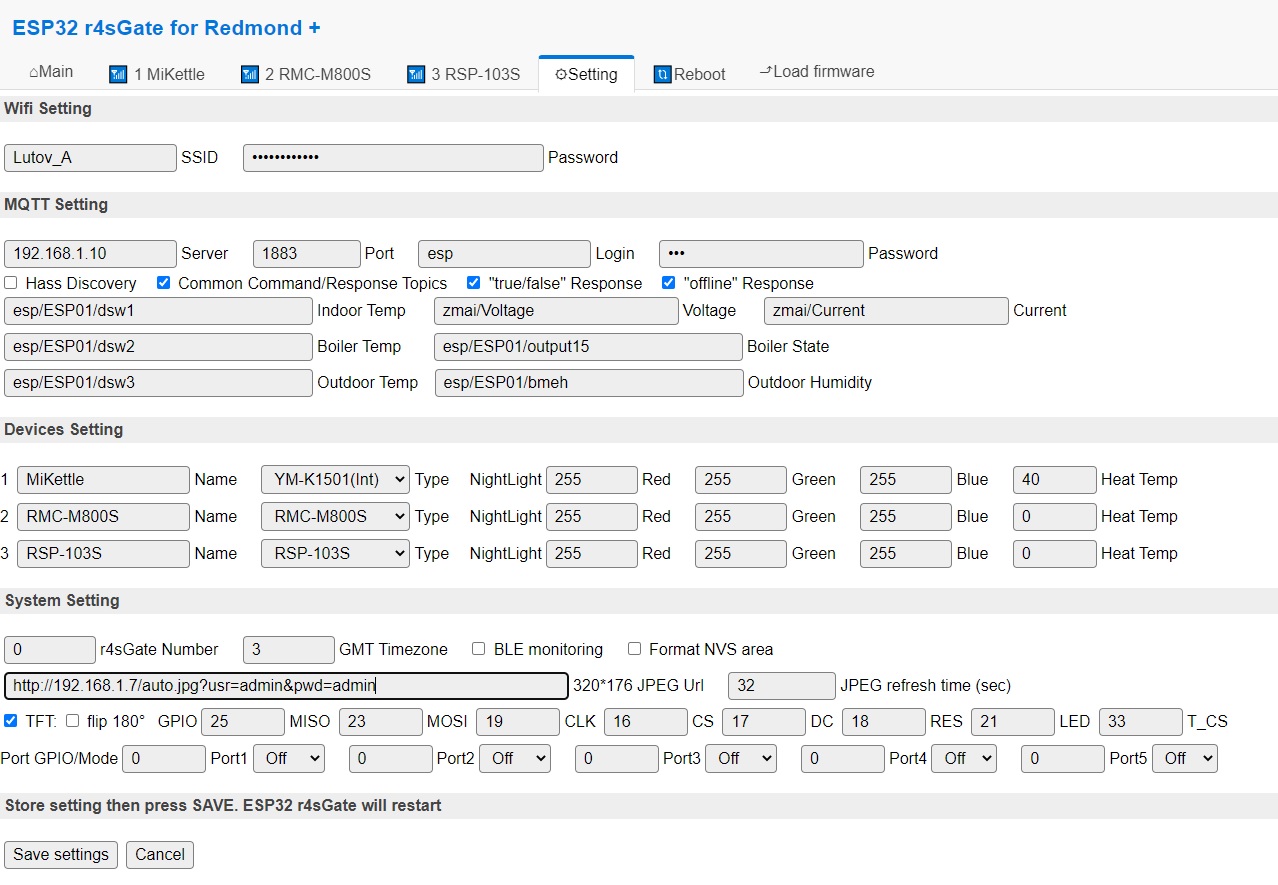 ESP32 r4sGate for Redmond +
⌂Main 📶 1 MiKettle 📶 2 RMC-M800S 📶 3 RSP-103S ⚙Setting 🔃Reboot ⮍Load firmware
Wifi Setting
Lutov_A SSID •••••••••••• Password
MQTT Setting
192.168.1.10 Server 1883 Port esp Login ••• Password
Hass Discovery Common Command/Response Topics "true/false" Response "offline" Response
esp/ESP01/dsw1 Indoor Temp zmai/Voltage Voltage zmai/Current Current
esp/ESP01/dsw2 Boiler Temp esp/ESP01/output15 Boiler State
esp/ESP01/dsw3 Outdoor Temp esp/ESP01/bmeh Outdoor Humidity
Devices Setting
1 MiKettle Name YM-K1501(Int) Type NightLight 255 Red 255 Green 255 Blue 40 Heat Temp
2 RMC-M800S Name RMC-M800S Type NightLight 255 Red 255 Green 255 Blue 0 Heat Temp
3 RSP-103S Name RSP-103S Type NightLight 255 Red 255 Green 255 Blue 0 Heat Temp
System Setting
0 r4sGate Number 3 GMT Timezone BLE monitoring Format NVS area
http://192.168.1.7/auto.jpg?usr=admin&pwd=admin 320*176 JPEG Url 32 JPEG refresh time (sec)
TFT: flip 180° GPIO 25 MISO 23 MOSI 19 CLK 16 CS 17 DC 18 RES 21 LED 33 T_CS
Port GPIO/Mode 0 Port1 Off 0 Port2 Off 0 Port3 Off 0 Port4 Off 0 Port5 Off
Store setting then press SAVE. ESP32 r4sGate will restart
Save settings Cancel